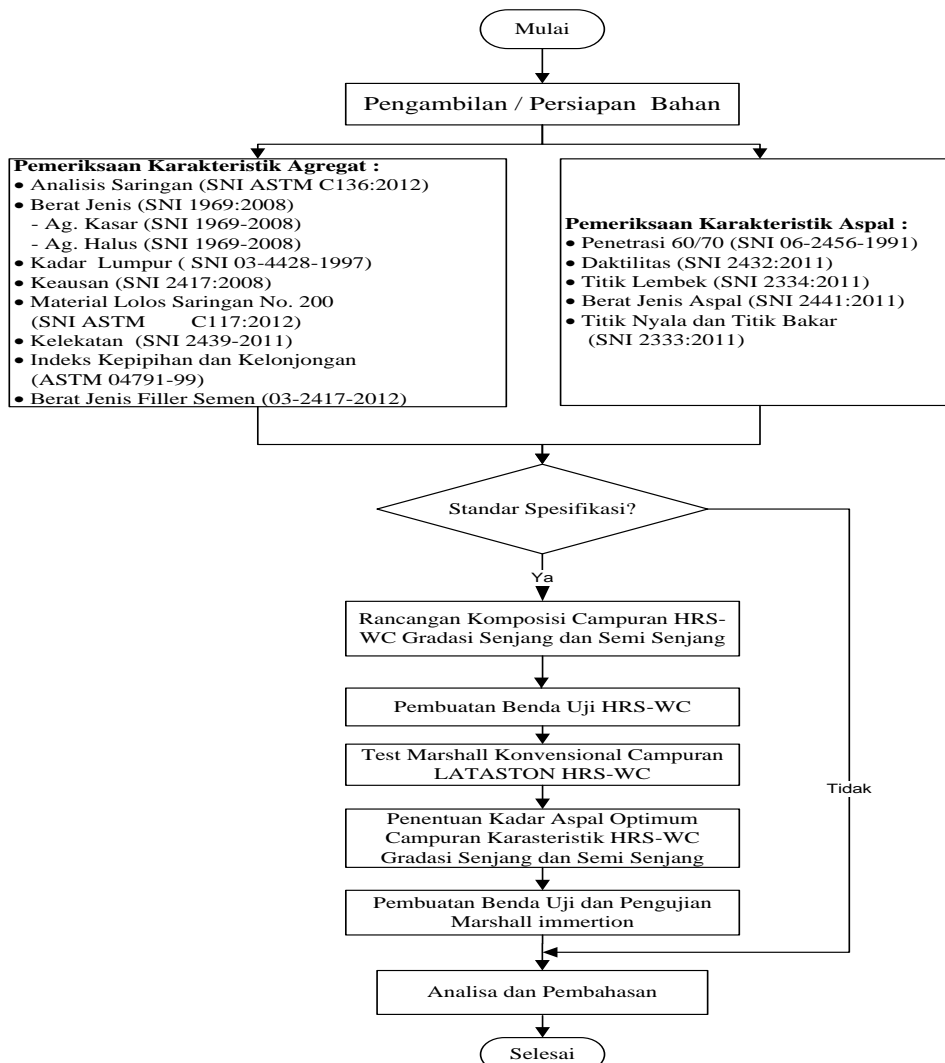 Mulai
Pengambilan / Persiapan Bahan
Pemeriksaan Karakteristik Agregat :
• Analisis Saringan (SNI ASTM C136:2012)
• Berat Jenis (SNI 1969:2008)
- Ag. Kasar (SNI 1969-2008)
- Ag. Halus (SNI 1969-2008)
• Kadar Lumpur ( SNI 03-4428-1997)
• Keausan (SNI 2417:2008)
• Material Lolos Saringan No. 200
(SNI ASTM C117:2012)
• Kelekatan (SNI 2439-2011)
• Indeks Kepipihan dan Kelonjongan
(ASTM 04791-99)
• Berat Jenis Filler Semen (03-2417-2012)
Pemeriksaan Karakteristik Aspal :
• Penetrasi 60/70 (SNI 06-2456-1991)
• Daktilitas (SNI 2432:2011)
• Titik Lembek (SNI 2334:2011)
• Berat Jenis Aspal (SNI 2441:2011)
• Titik Nyala dan Titik Bakar
(SNI 2333:2011)
Standar Spesifikasi?
Ya
Rancangan Komposisi Campuran HRS-
WC Gradasi Senjang dan Semi Senjang
Pembuatan Benda Uji HRS-WC
Test Marshall Konvensional Campuran
LATASTON HRS-WC
Tidak
Penentuan Kadar Aspal Optimum
Campuran Karasteristik HRS-WC
Gradasi Senjang dan Semi Senjang
Pembuatan Benda Uji dan Pengujian
Marshall immertion
Analisa dan Pembahasan
Selesai